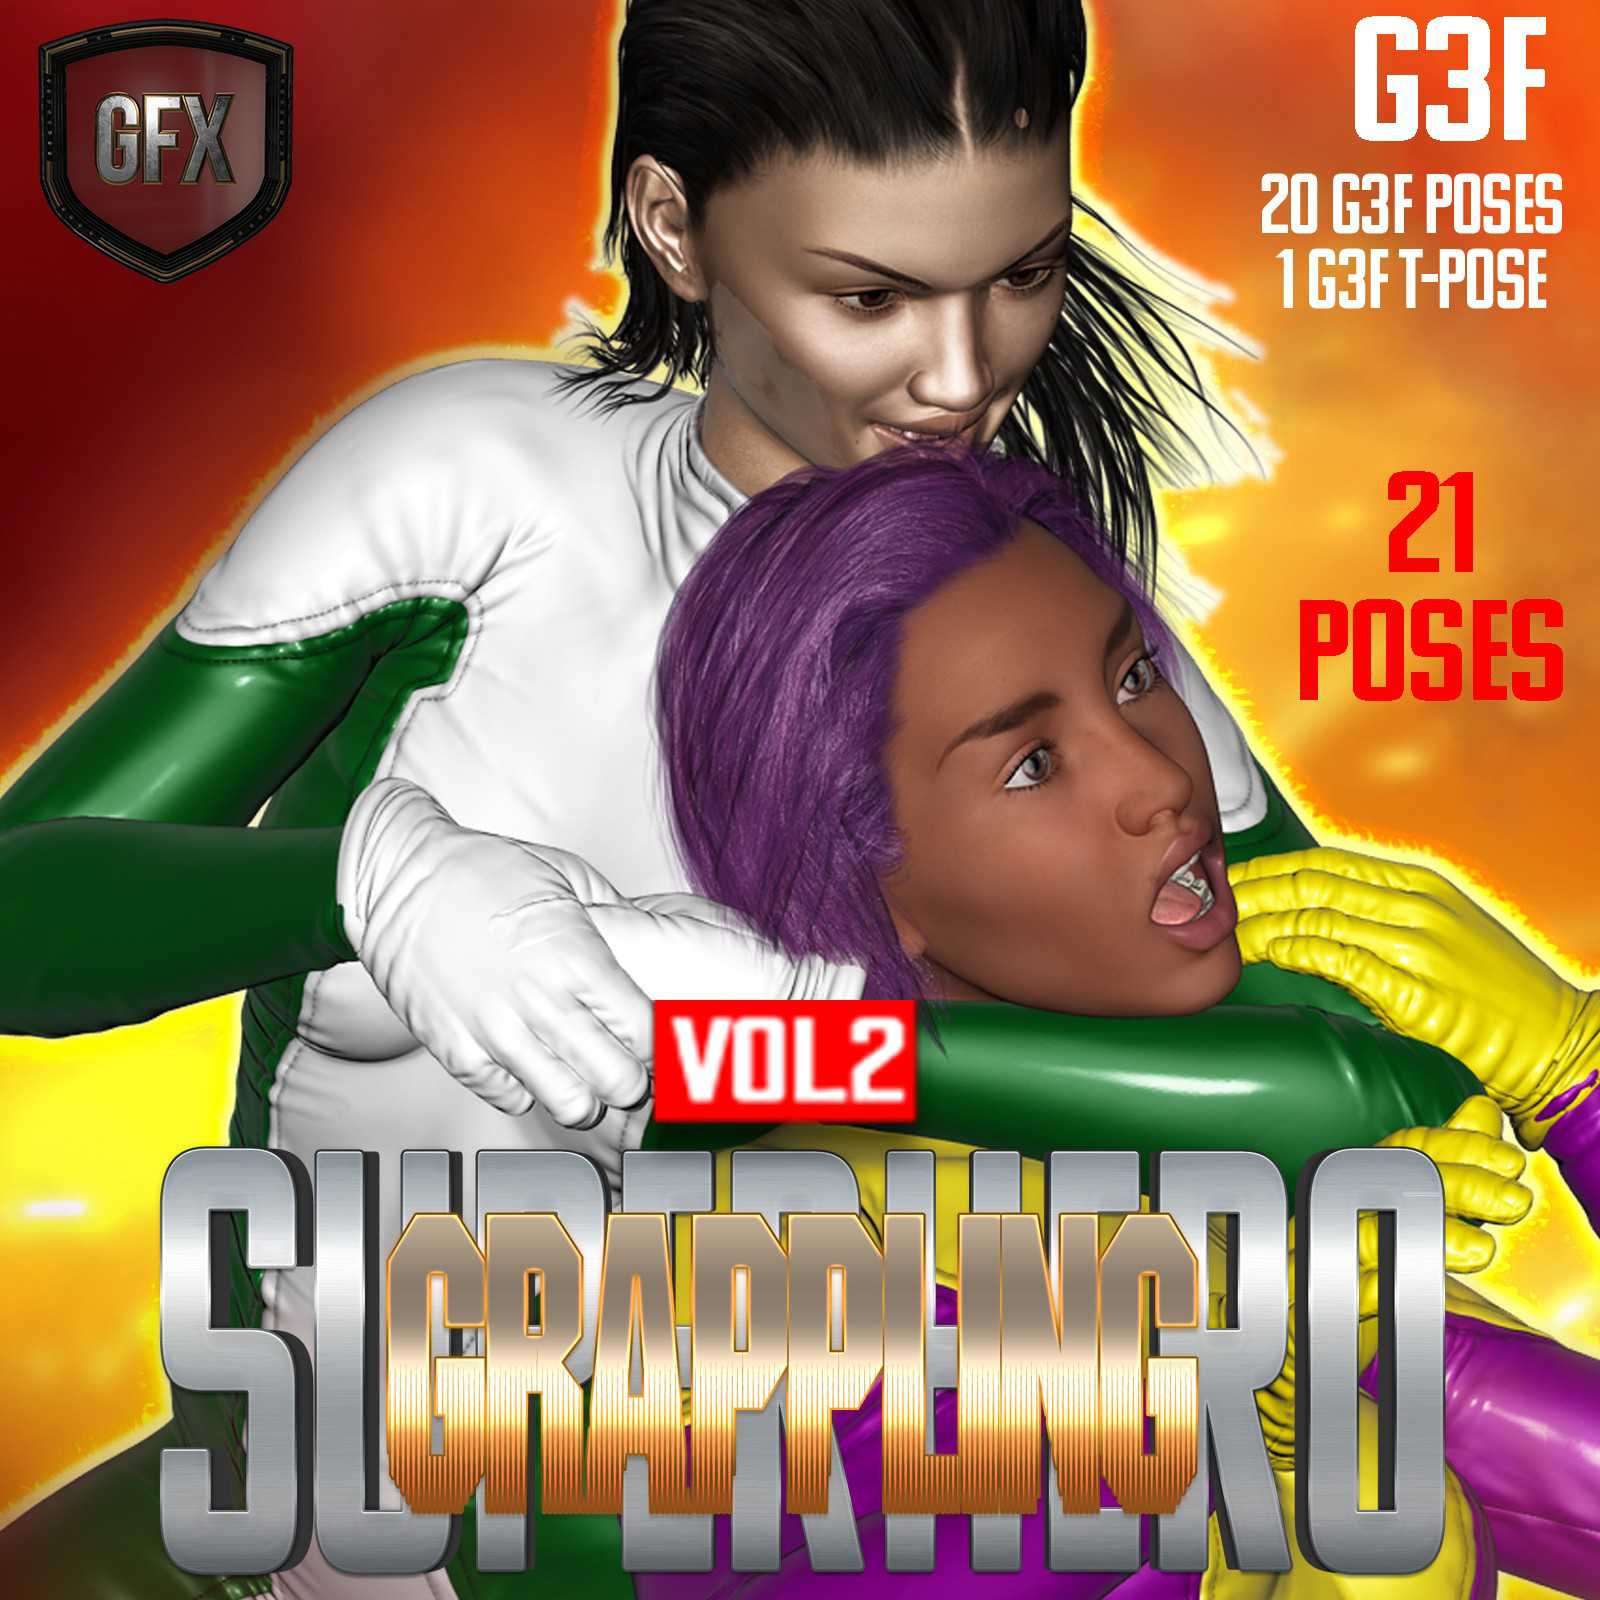 GFX
G3F
20 G3F POSES
1 G3F T-POSE
21
POSES
VOL2
SUPERHERO
GRAPPLING